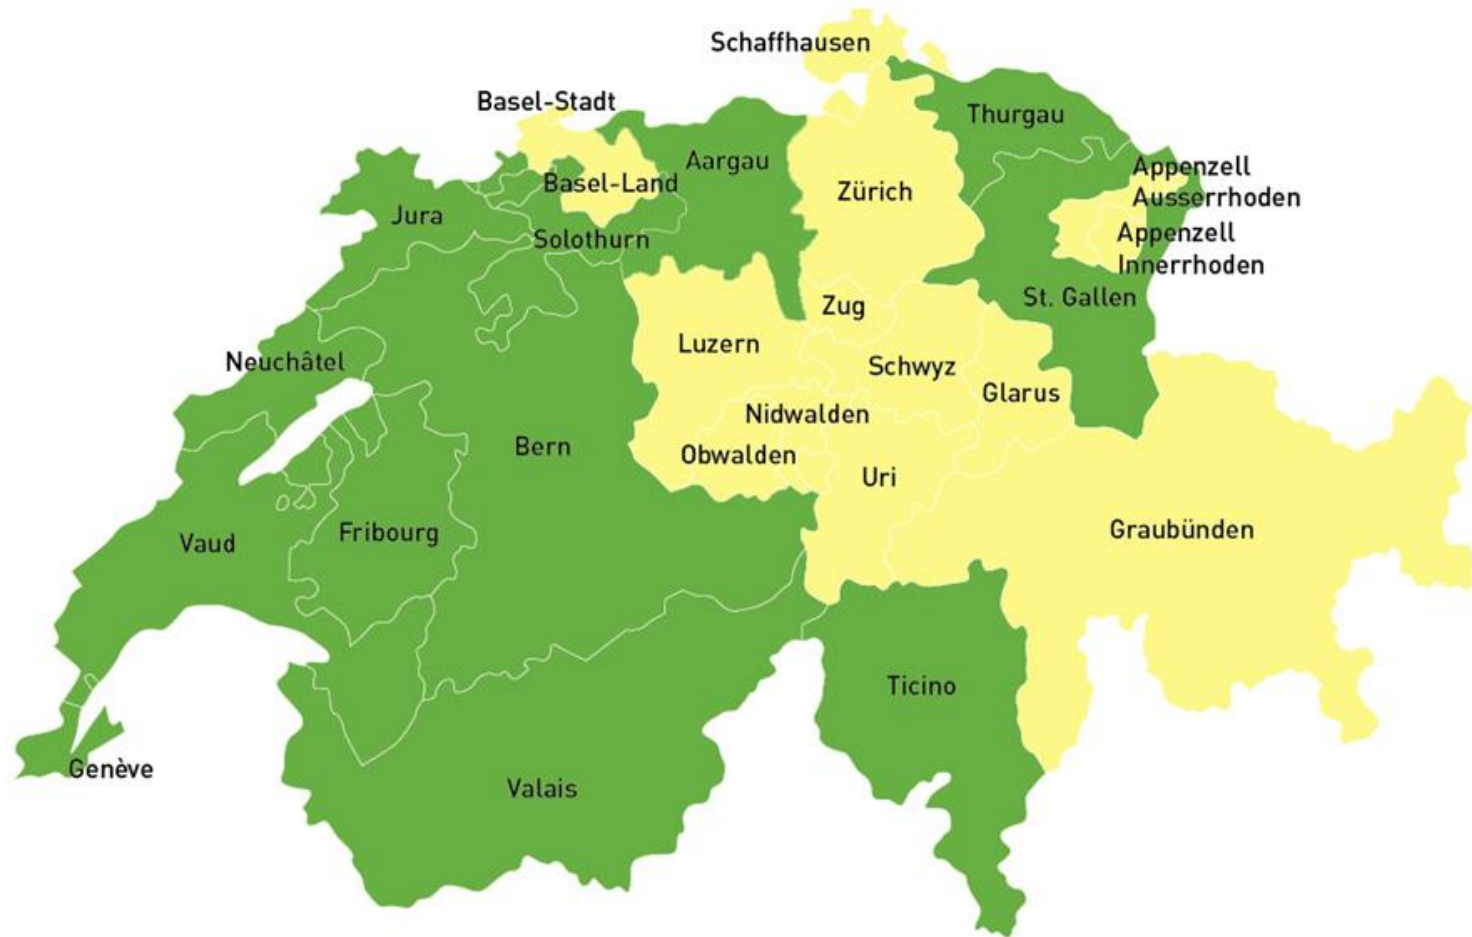 Schaffhausen
Basel-Stadt
Thurgau
Aargau
Appenzell
Ausserrhoden
Basel-Land
Zürich
Jura
Solothurn
Appenzell
Innerrhoden
St. Gallen
Zug
Luzern
Neuchâtel
Schwyz
Glarus
Nidwalden
Bern
Obwalden
Uri
Graubünden
Fribourg
Vaud
Ticino
Genève
Valais